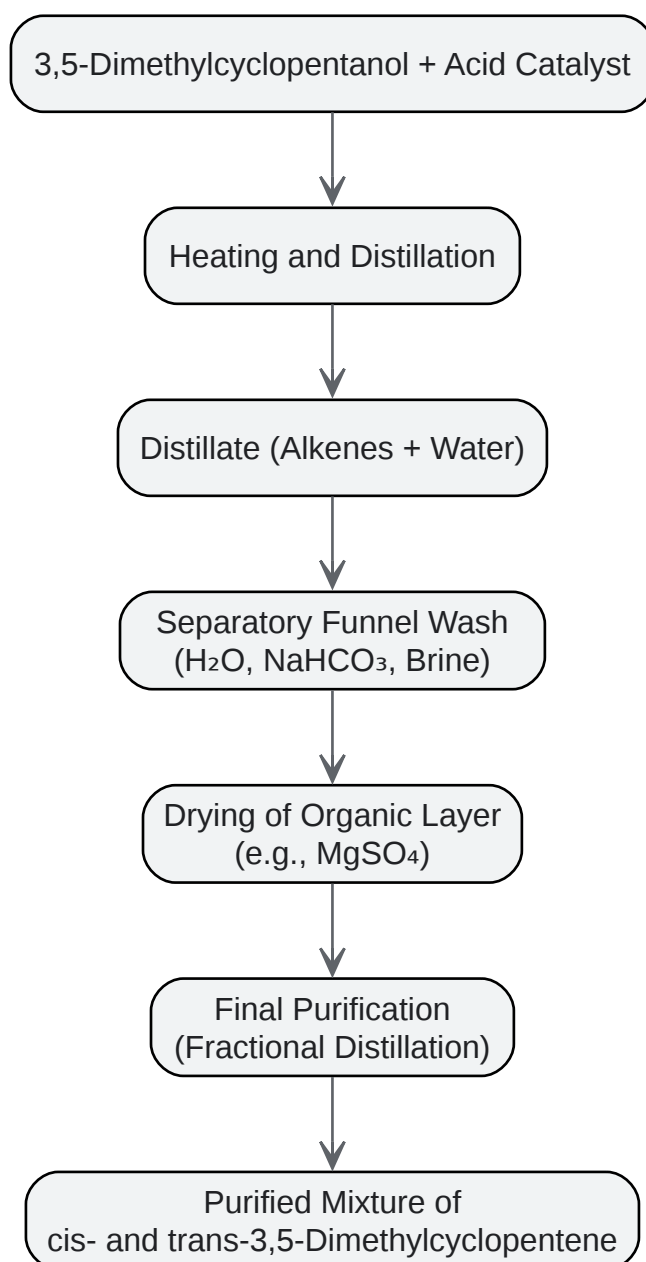 3,5-Dimethylcyclopentanol + Acid Catalyst
Heating and Distillation
Distillate (Alkenes + Water)
Separatory Funnel Wash
(H₂O, NaHCO₃, Brine)
Drying of Organic Layer
(e.g., MgSO₄)
Final Purification
(Fractional Distillation)
Purified Mixture of
cis- and trans-3,5-Dimethylcyclopentene